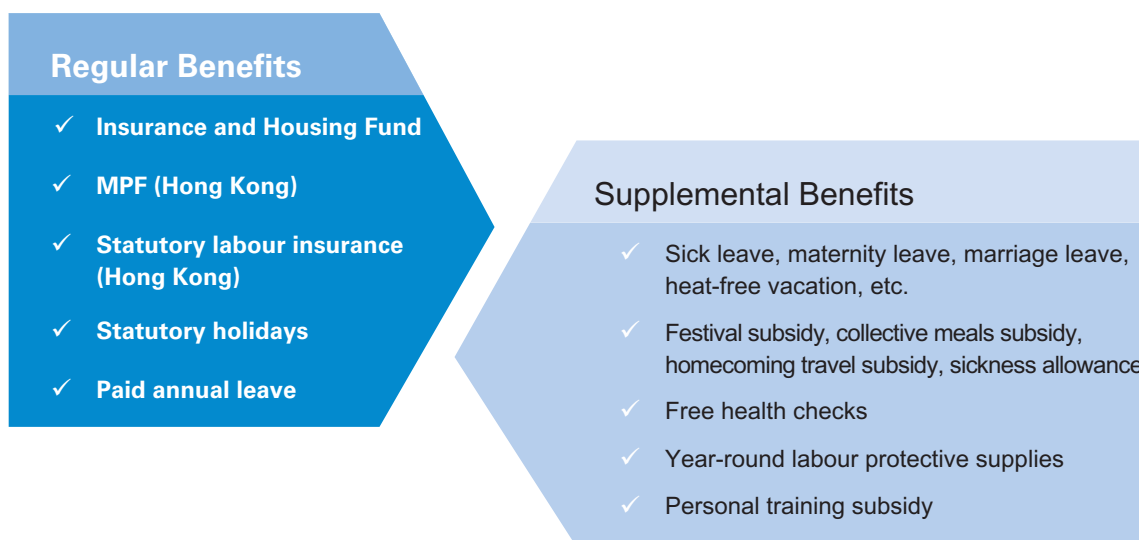 Regular Benefits
✓ Insurance and Housing Fund
✓ MPF (Hong Kong)
✓ Statutory labour insurance
(Hong Kong)
✓ Statutory holidays
✓ Paid annual leave
Supplemental Benefits
✓ Sick leave, maternity leave, marriage leave,
heat-free vacation, etc.
✓ Festival subsidy, collective meals subsidy,
homecoming travel subsidy, sickness allowance
✓ Free health checks
✓ Year-round labour protective supplies
✓ Personal training subsidy